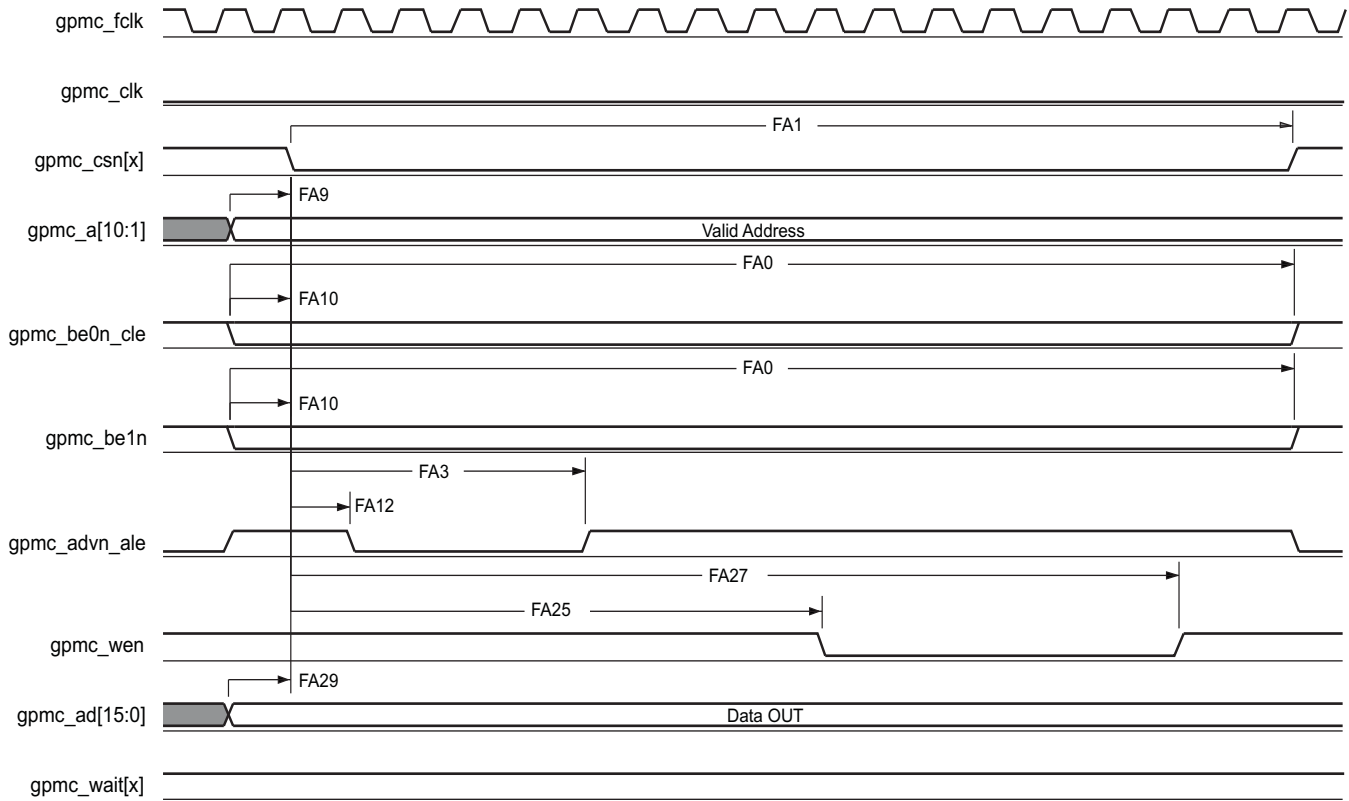 gpmc_fclk
gpmc_clk
FA1
gpmc_csn[x]
FA9
gpmc_a[10:1]
Valid Address
FA0
FA10
gpmc_be0n_cle
FA0
FA10
gpmc_be1n
FA3
FA12
gpmc_advn_ale
FA27
FA25
gpmc_wen
FA29
gpmc_ad[15:0]
Data OUT
gpmc_wait[x]